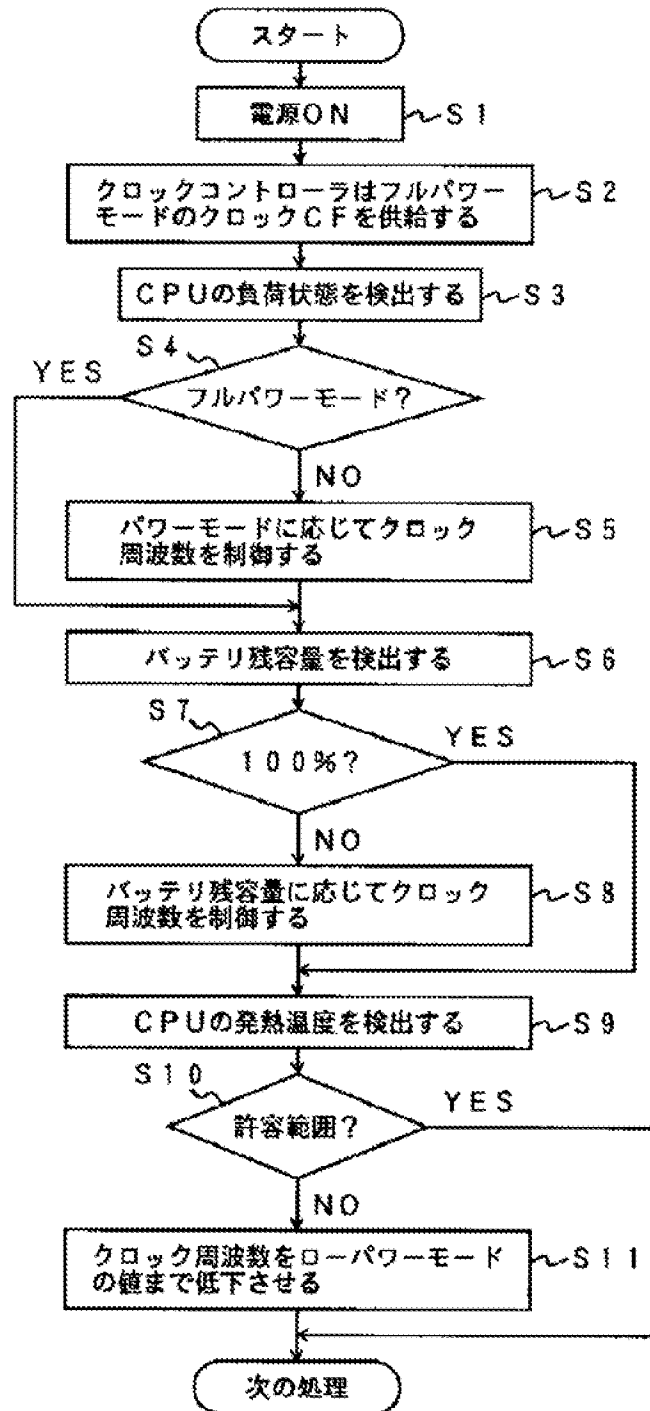 スタート
電源ON
S1
クロックコントローラはフルパワー
モードのクロックCFを供給する
S2
CPUの負荷状態を検出する
S3
S4
YES
フルパワーモード?
NO
パワーモードに応じてクロック
周波数を制御する
S5
バッテリ残容量を検出する
S6
S7
YES
100%?
NO
バッテリ残容量に応じてクロック
周波数を制御する
S8
CPUの発熱温度を検出する
S9
S10
YES
許容範囲?
NO
クロック周波数をローパワーモード
の値まで低下させる
S11
次の処理